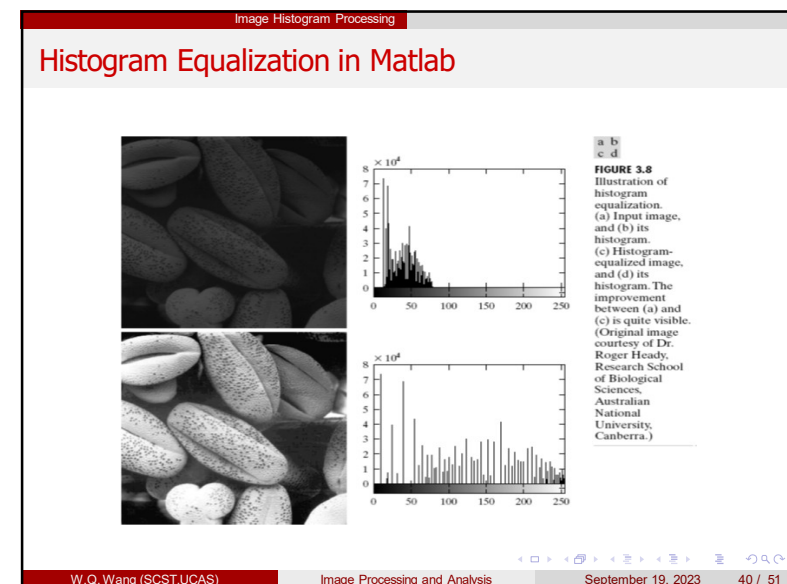 Image Histogram Processing
Histogram Equalization in Matlab
× 10⁴
8
7
6
5
4
3
2
1
0
0 50 100 150 200 250
× 10⁴
8
7
6
5
4
3
2
1
0
0 50 100 150 200 250
a b
c d
FIGURE 3.8
Illustration of
histogram
equalization.
(a) Input image,
and (b) its
histogram.
(c) Histogram-
equalized image,
and (d) its
histogram. The
improvement
between (a) and
(c) is quite visible.
(Original image
courtesy of Dr.
Roger Heady,
Research School
of Biological
Sciences,
Australian
National
University,
Canberra.)
W.Q. Wang (SCST,UCAS) Image Processing and Analysis September 19, 2023 40 / 51